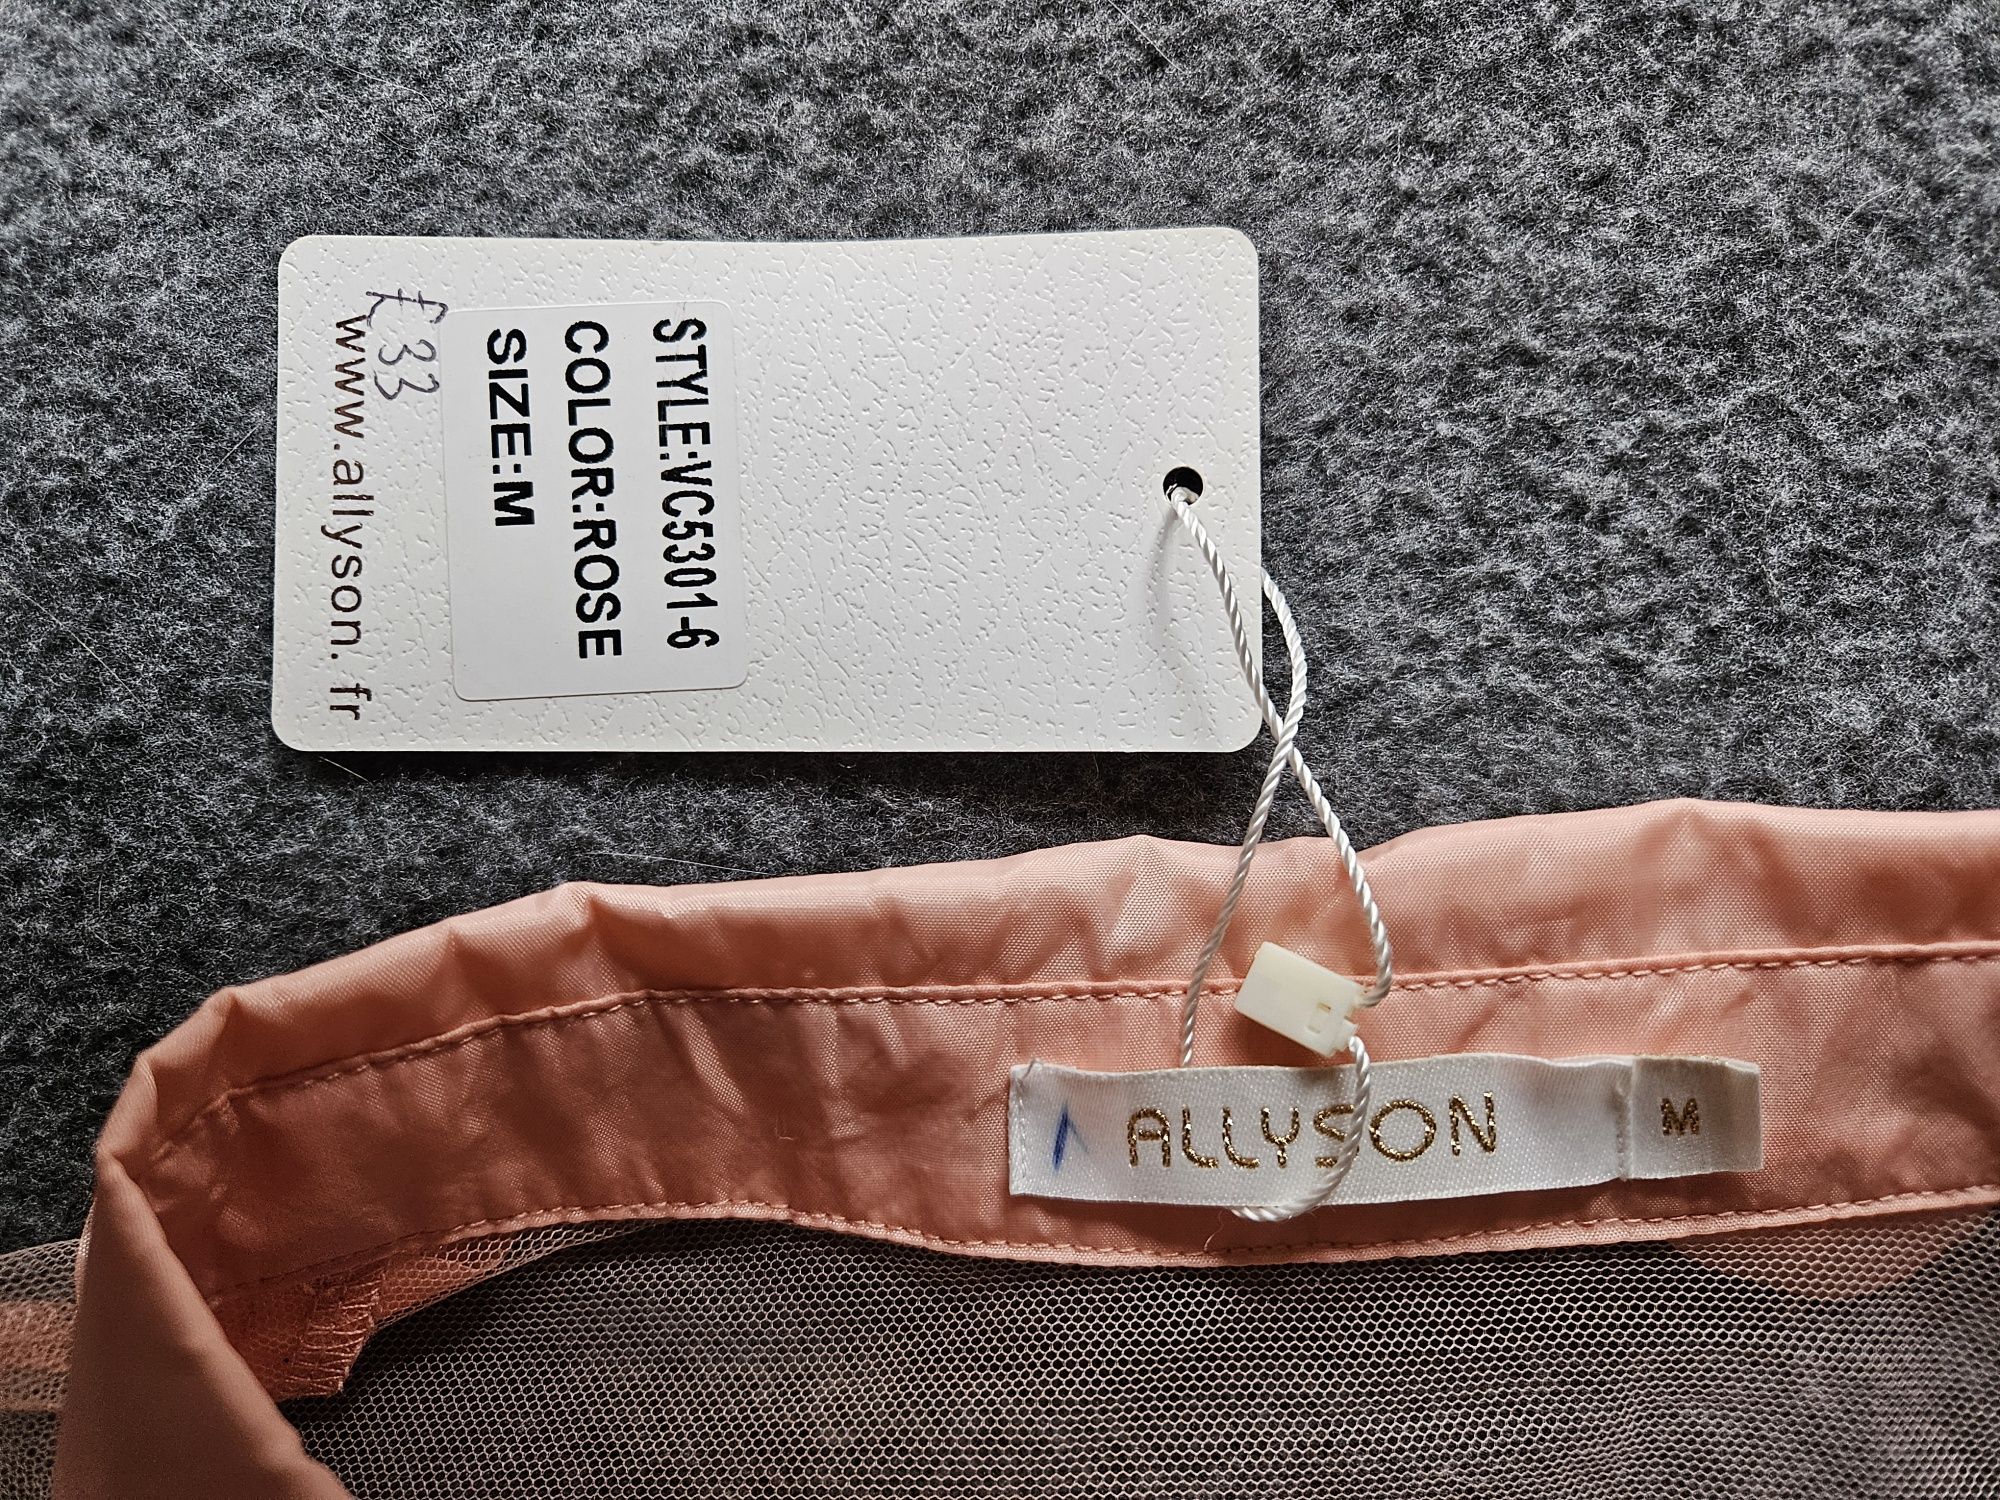 STYLE:VC5301-6
COLOR:ROSE
SIZE:M
£33
www.allyson.fr
ALLYSON
M